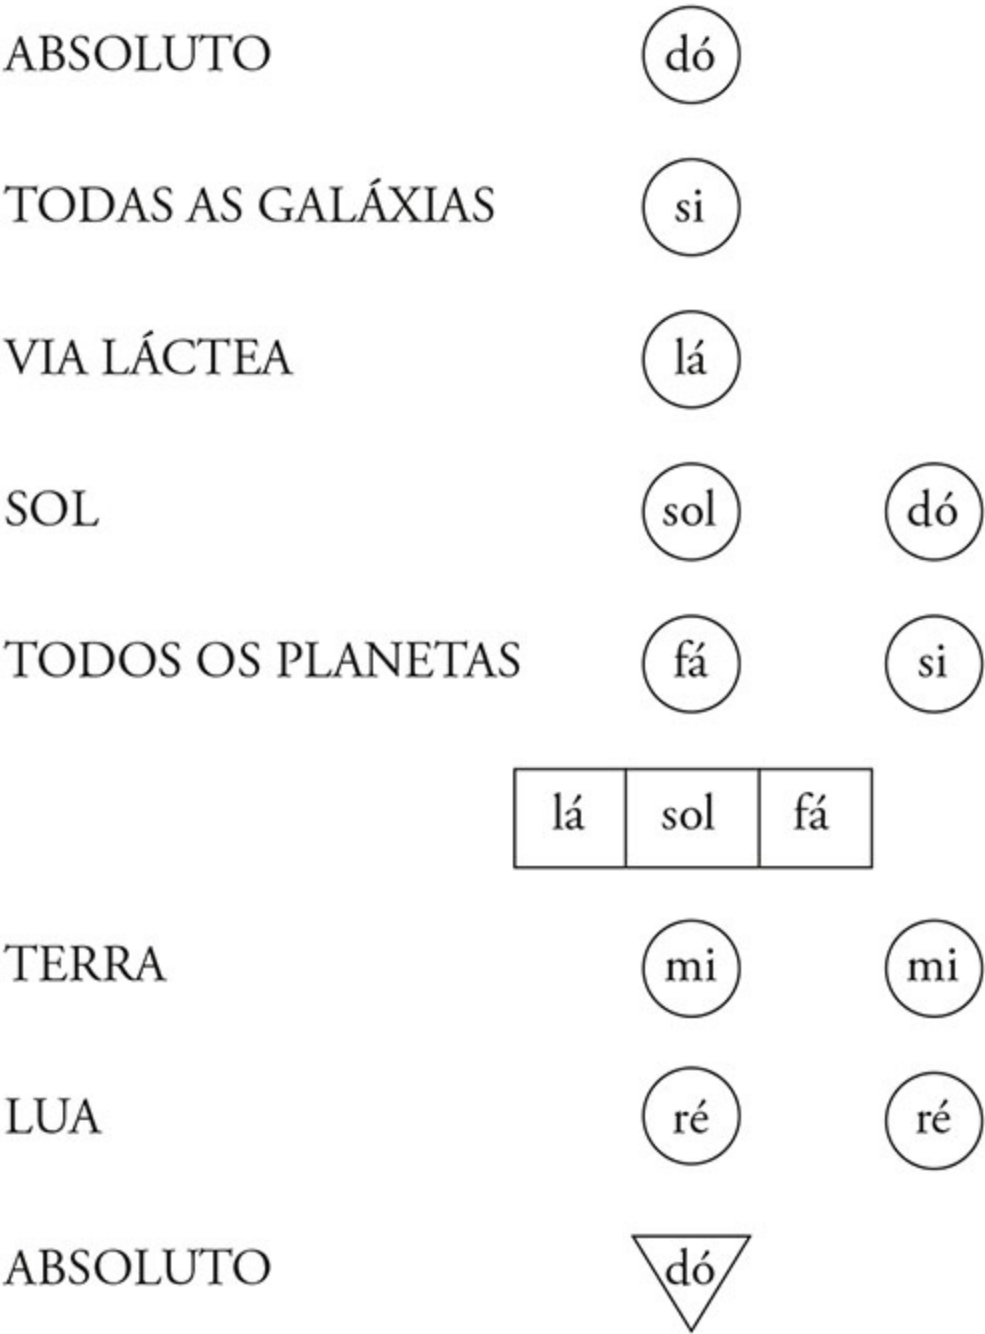 ABSOLUTO dó
TODAS AS GALÁXIAS si
VIA LÁCTEA lá
SOL sol dó
TODOS OS PLANETAS fá si
lá sol fá
TERRA mi mi
LUA ré ré
ABSOLUTO dó